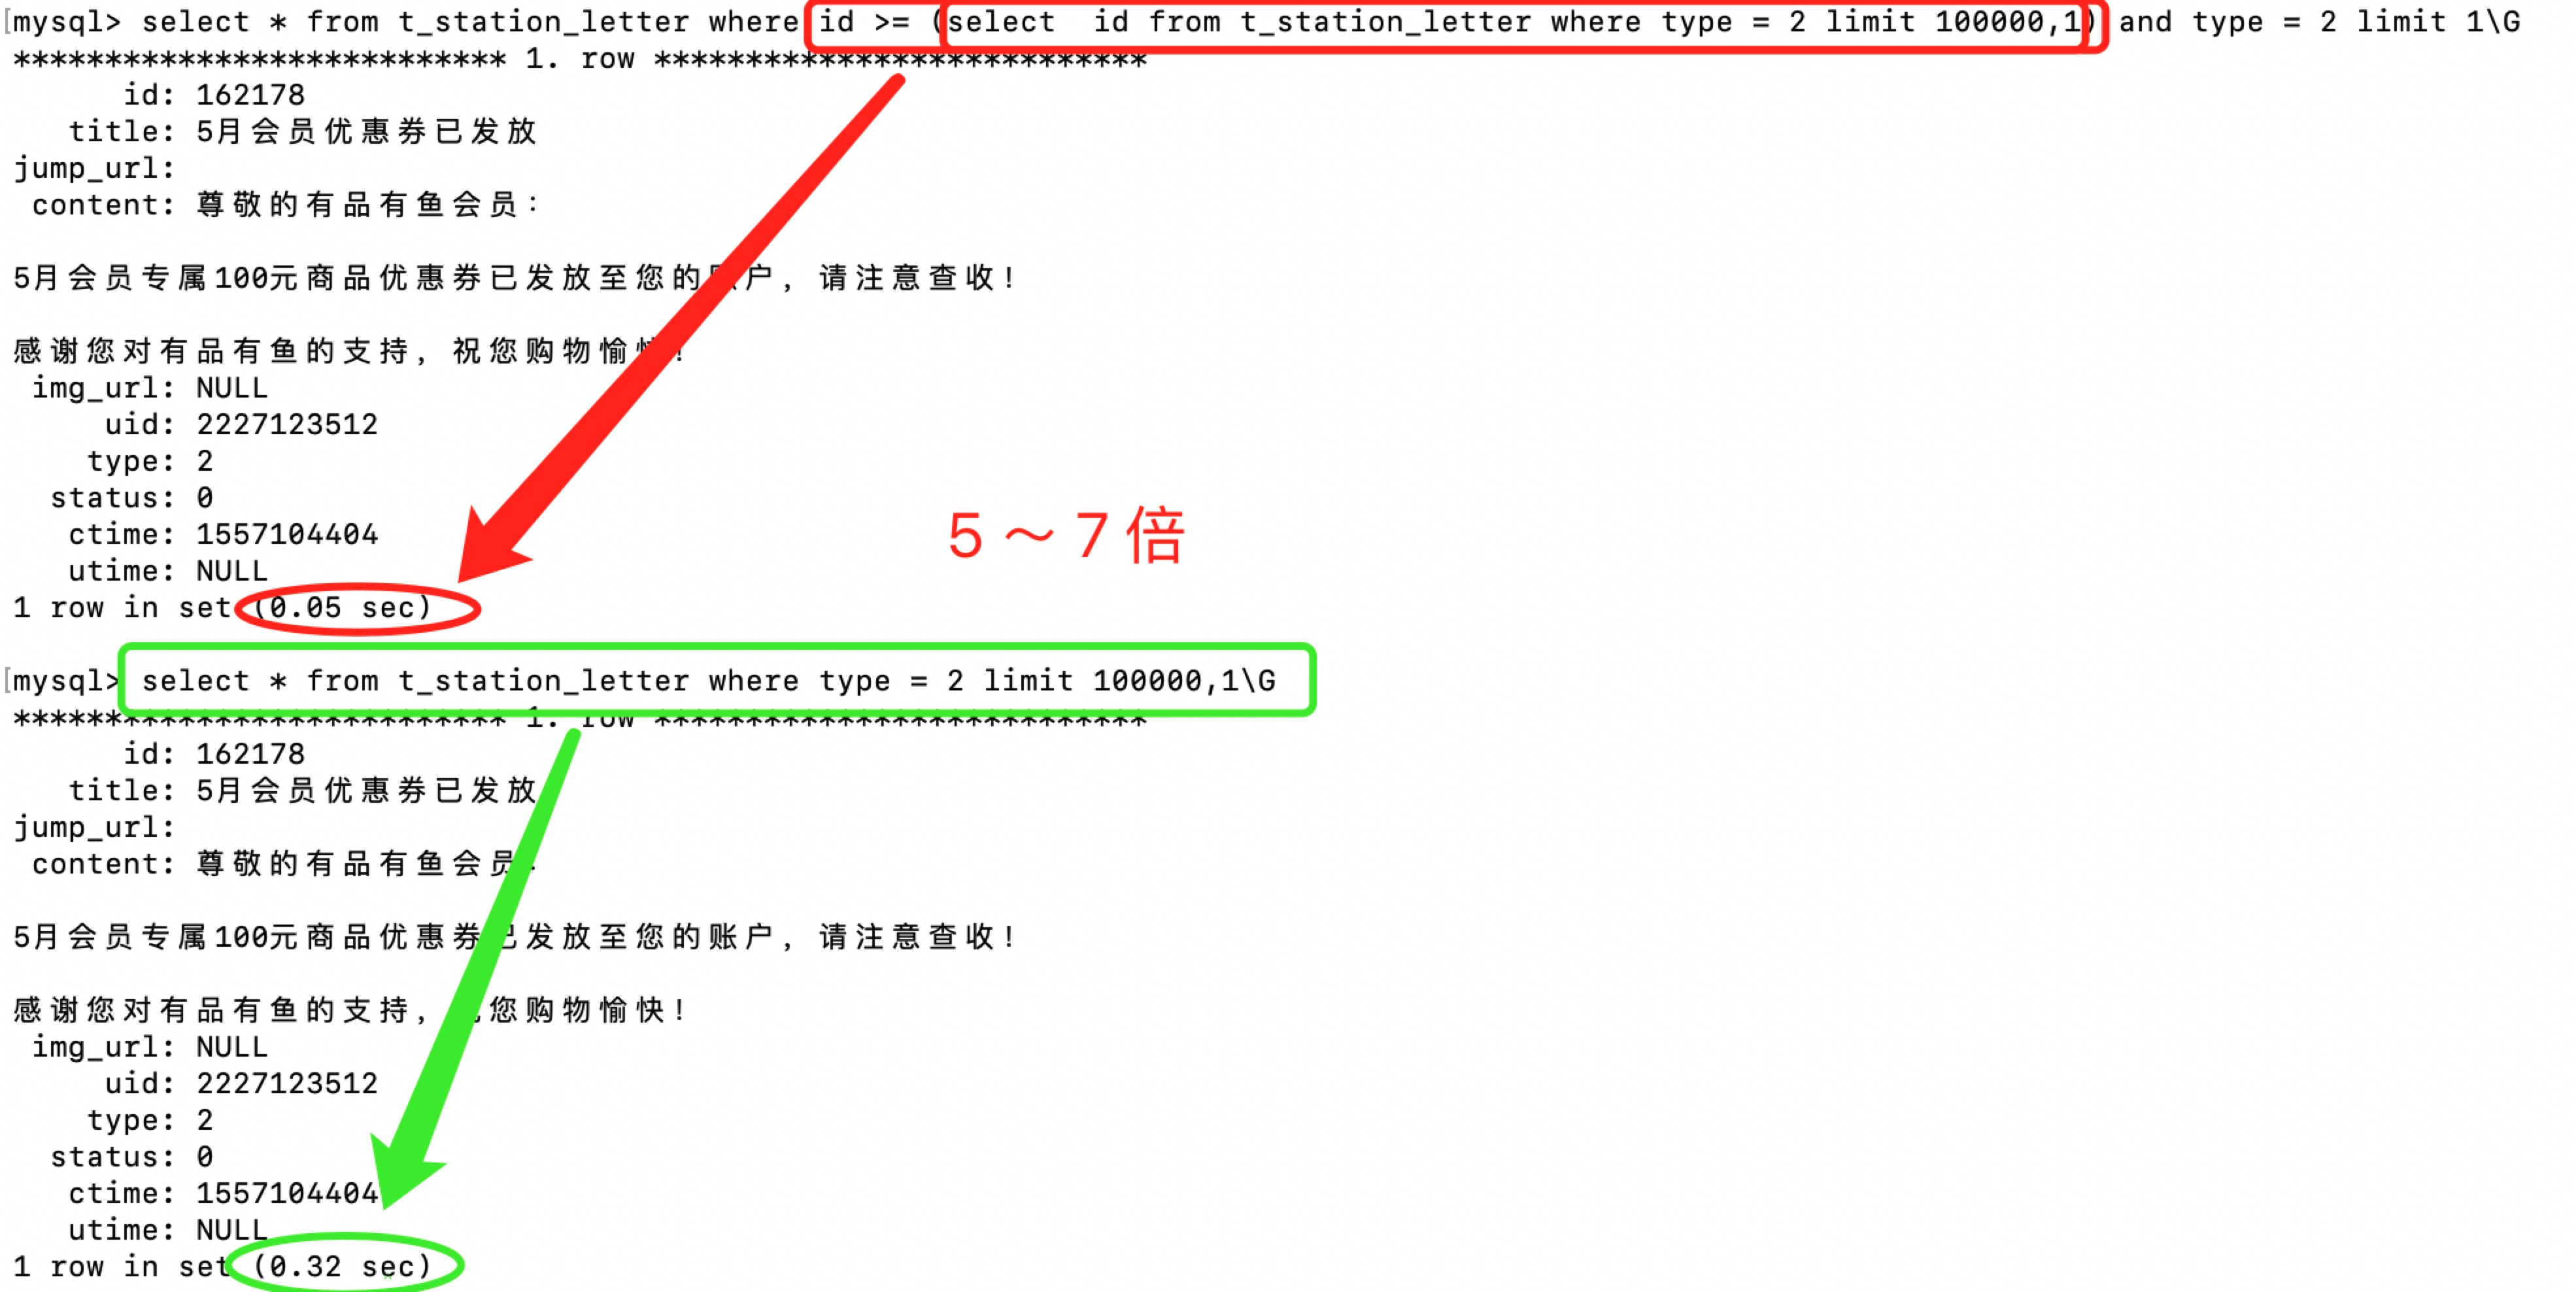 [mysql> select * from t_station_letter where id >= (select  id from t_station_letter where type = 2 limit 100000,1) and type = 2 limit 1\G
*************************** 1. row ***************************
id: 162178
title: 5月会员优惠券已发放
jump_url:
content: 尊敬的有品有鱼会员：
5月会员专属100元商品优惠券已发放至您的账户，请注意查收！
感谢您对有品有鱼的支持，祝您购物愉快！
img_url: NULL
uid: 2227123512
type: 2
status: 0
ctime: 1557104404
utime: NULL
1 row in set (0.05 sec)
5～7倍
[mysql> select * from t_station_letter where type = 2 limit 100000,1\G
*************************** 1. row ***************************
id: 162178
title: 5月会员优惠券已发放
jump_url:
content: 尊敬的有品有鱼会员：
5月会员专属100元商品优惠券已发放至您的账户，请注意查收！
感谢您对有品有鱼的支持，祝您购物愉快！
img_url: NULL
uid: 2227123512
type: 2
status: 0
ctime: 1557104404
utime: NULL
1 row in set (0.32 sec)